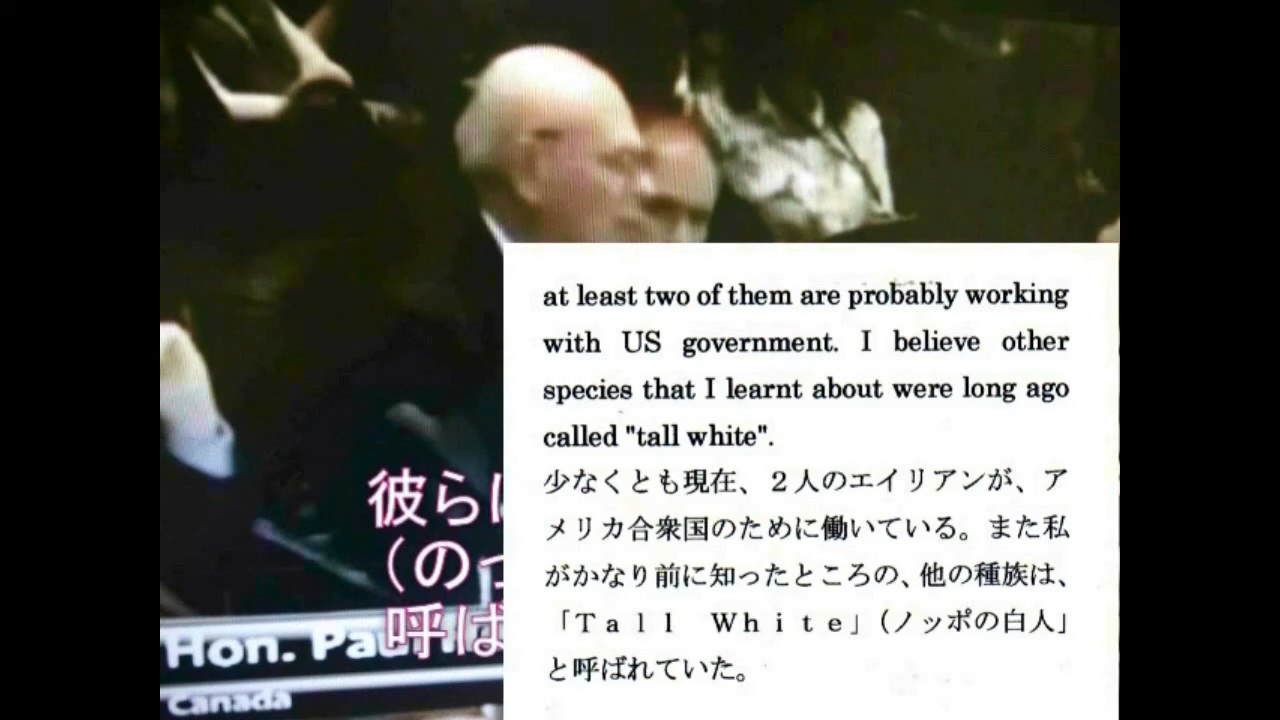 at least two of them are probably working
with US government. I believe other
species that I learnt about were long ago
called "tall white".
少なくとも現在、２人のエイリアンが、ア
メリカ合衆国のために働いている。また私
がかなり前に知ったところの、他の種族は、
「Ｔａｌｌ　Ｗｈｉｔｅ」（ノッポの白人」
と呼ばれていた。
彼ら
（のっ
呼ば
Hon.
Canada